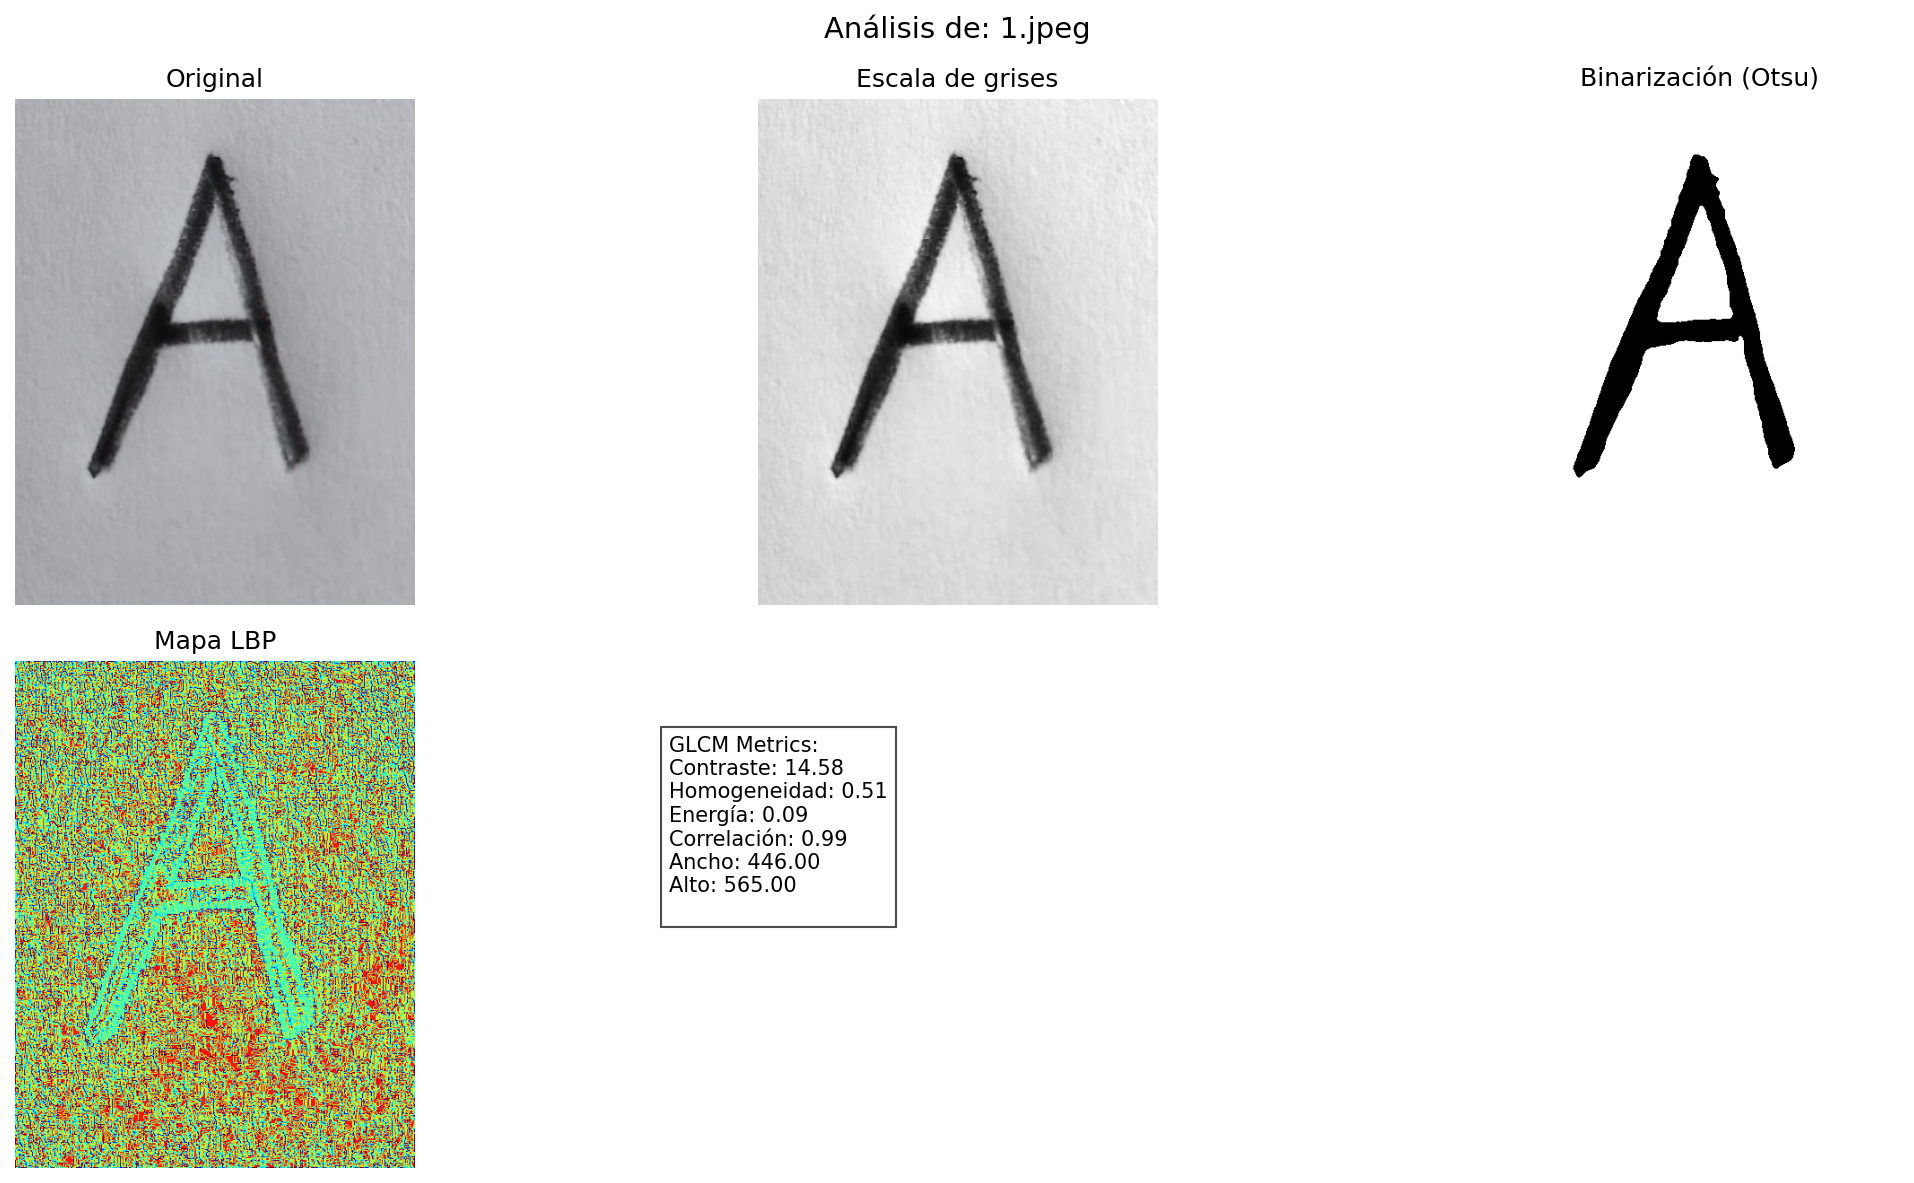 Análisis de: 1.jpeg
Original
Escala de grises
Binarización (Otsu)
A
A
A
Mapa LBP
A
GLCM Metrics:
Contraste: 14.58
Homogeneidad: 0.51
Energía: 0.09
Correlación: 0.99
Ancho: 446.00
Alto: 565.00